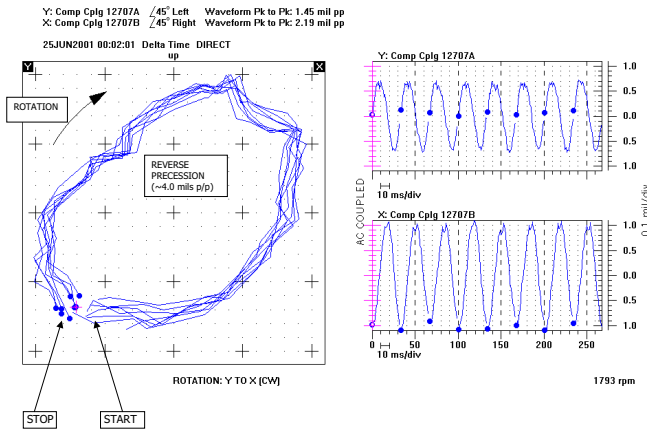 Y: Comp Cplg 12707A ∠45° Left Waveform Pk to Pk: 1.45 mil pp
X: Comp Cplg 12707B ∠45° Right Waveform Pk to Pk: 2.19 mil pp
25JUN2001 00:02:01 Delta Time DIRECT
up
Y
X
ROTATION
REVERSE
PRECESSION
(~4.0 mils p/p)
ROTATION: Y TO X (CW)
STOP
START
Y: Comp Cplg 12707A
1.0
0.5
0.0
0.5
1.0
10 ms/div
AC COUPLED
0.1 mil/div
X: Comp Cplg 12707B
1.0
0.5
0.0
0.5
1.0
0 50 100 150 200 250
10 ms/div
1793 rpm